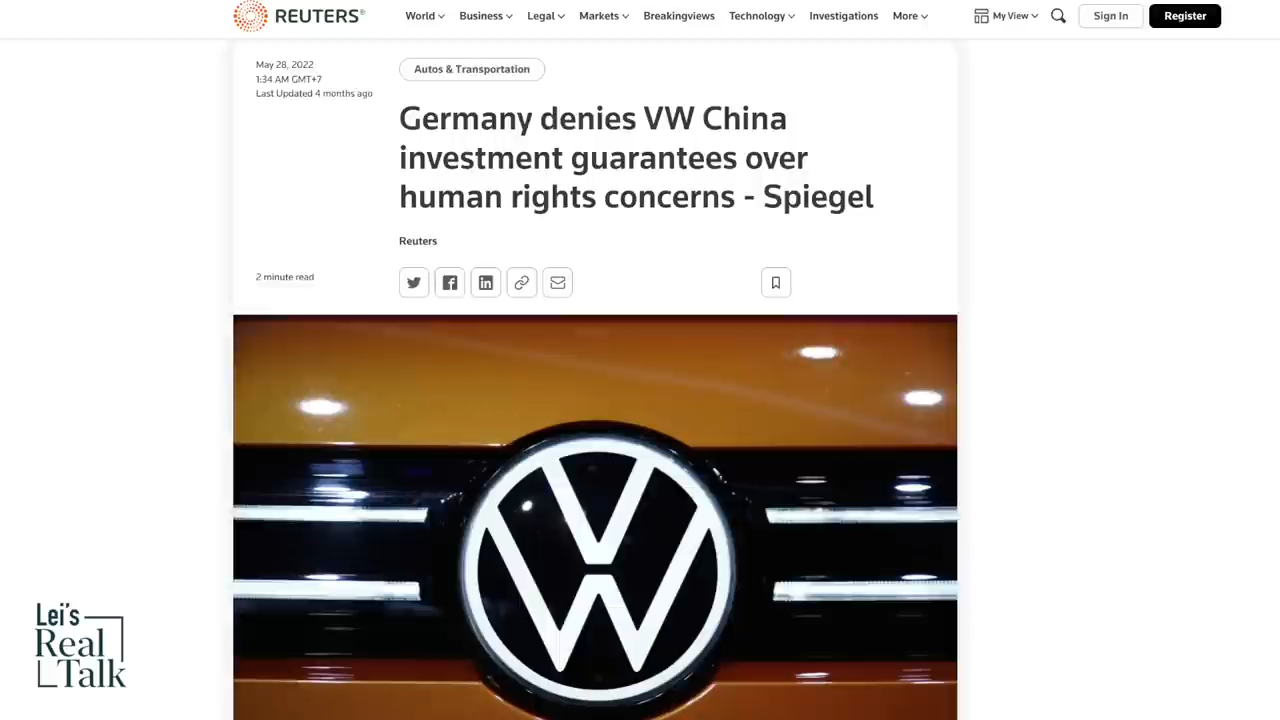 REUTERS®
World
Business
Legal
Markets
Breakingviews
Technology
Investigations
More
My View
Sign In
Register
May 28, 2022
1:34 AM GMT+7
Last Updated 4 months ago
Autos & Transportation
Germany denies VW China
investment guarantees over
human rights concerns - Spiegel
Reuters
2 minute read
VW
Lei's
Real
Talk